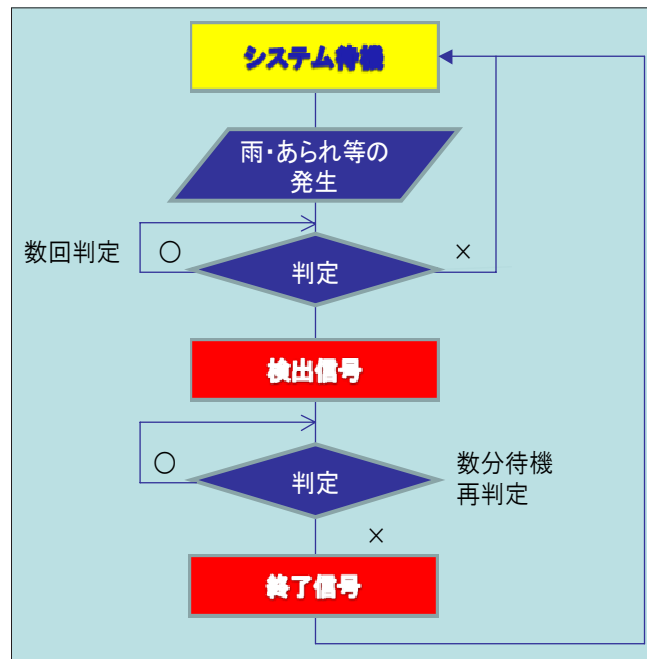 システム待機
雨・あられ等の
発生
数回判定
〇
×
判定
検出信号
〇
判定
数分待機
再判定
×
終了信号